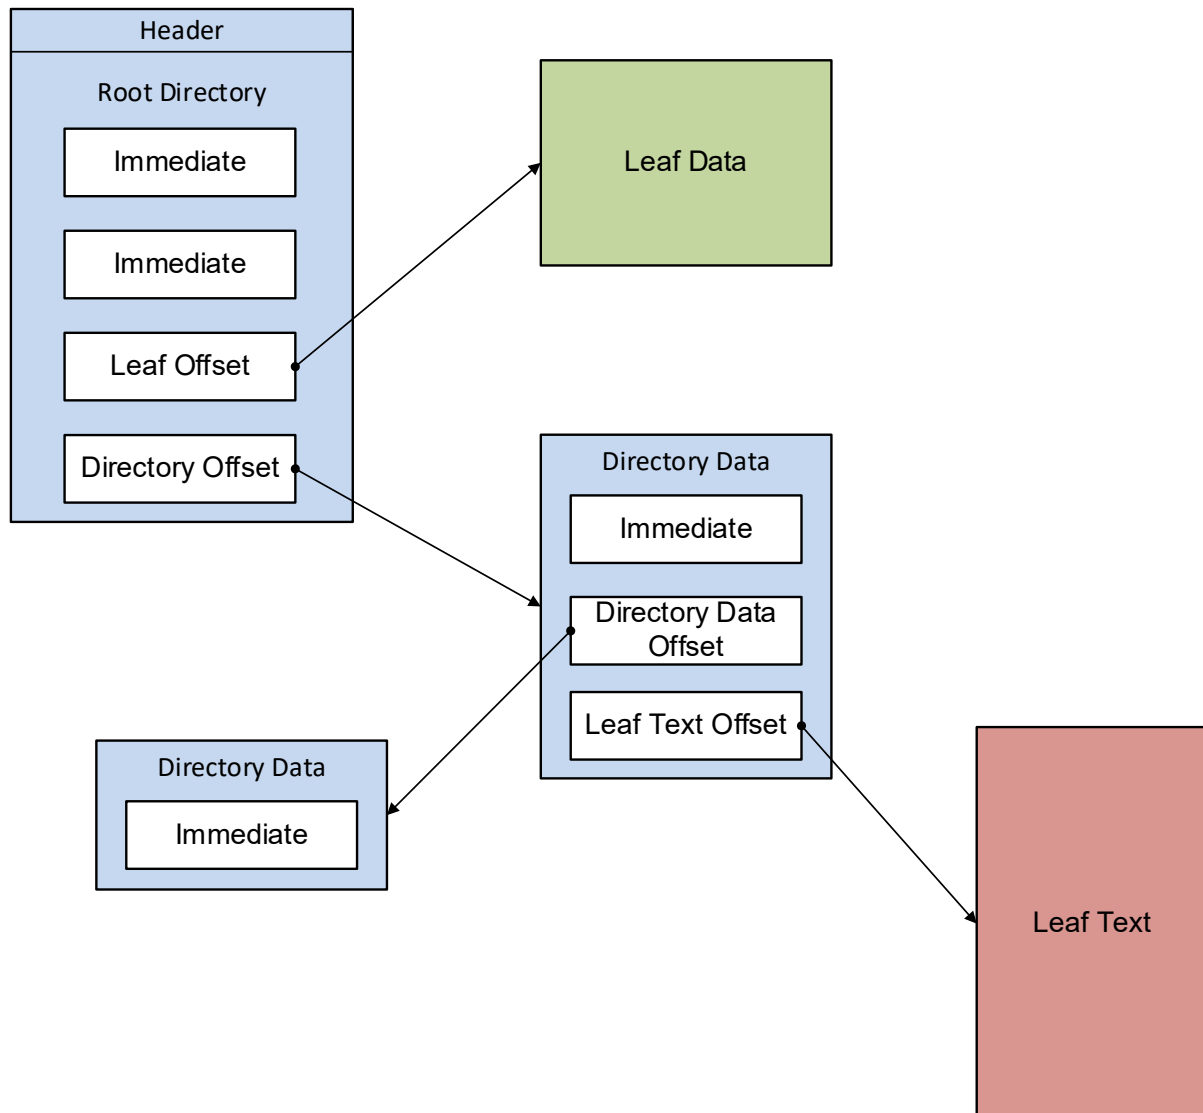 Header
Root Directory
Immediate
Immediate
Leaf Offset
Directory Offset
Leaf Data
Directory Data
Immediate
Directory Data
Offset
Leaf Text Offset
Directory Data
Immediate
Leaf Text